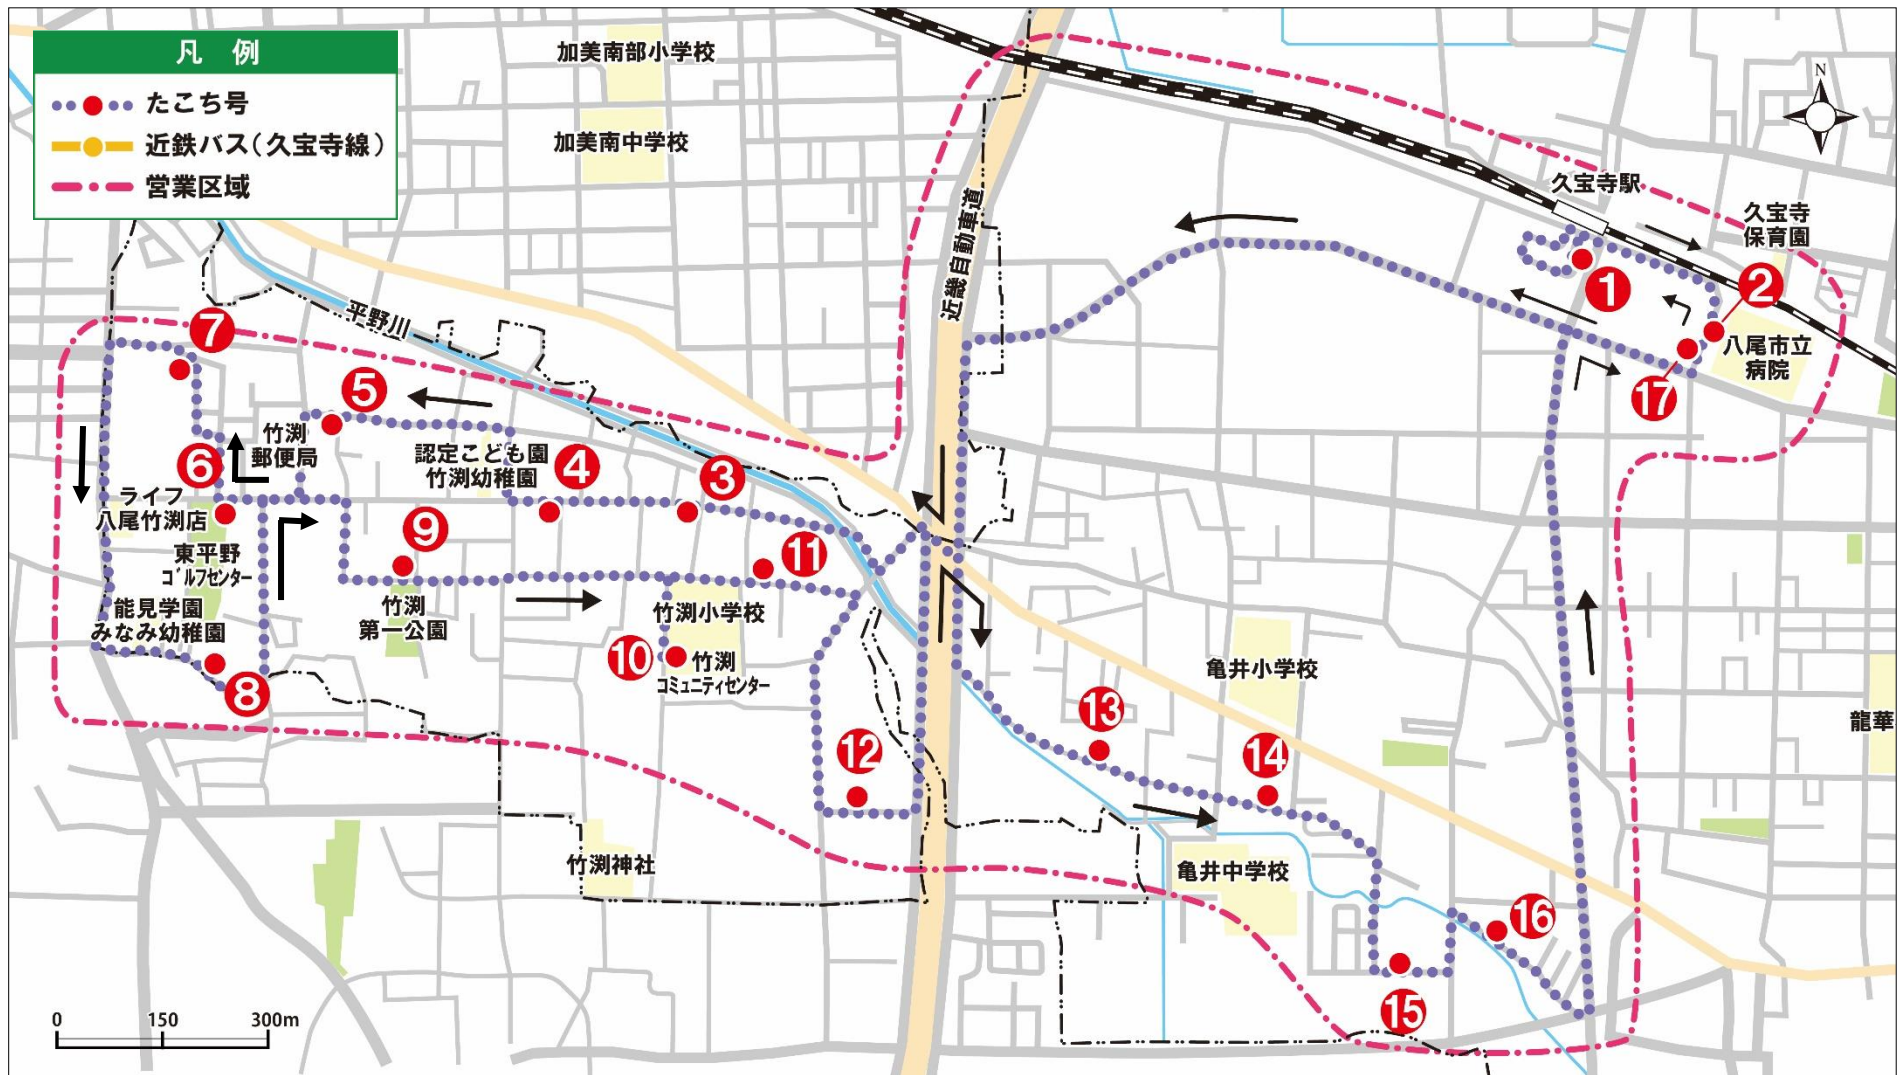 凡 例
たこち号
近鉄バス(久宝寺線)
営業区域
加美南部小学校
加美南中学校
近畿自動車道
平野川
N
久宝寺駅
久宝寺
保育園
1
2
八尾市立
病院
17
7
5
竹渕
郵便局
6
ライフ
八尾竹渕店
認定こども園
竹渕幼稚園
4
3
9
11
東平野
ゴルフセンター
能見学園
みなみ幼稚園
竹渕
第一公園
竹渕小学校
10
竹渕
コミュニティセンター
8
12
13
亀井小学校
14
龍華
竹渕神社
亀井中学校
16
15
0 150 300m